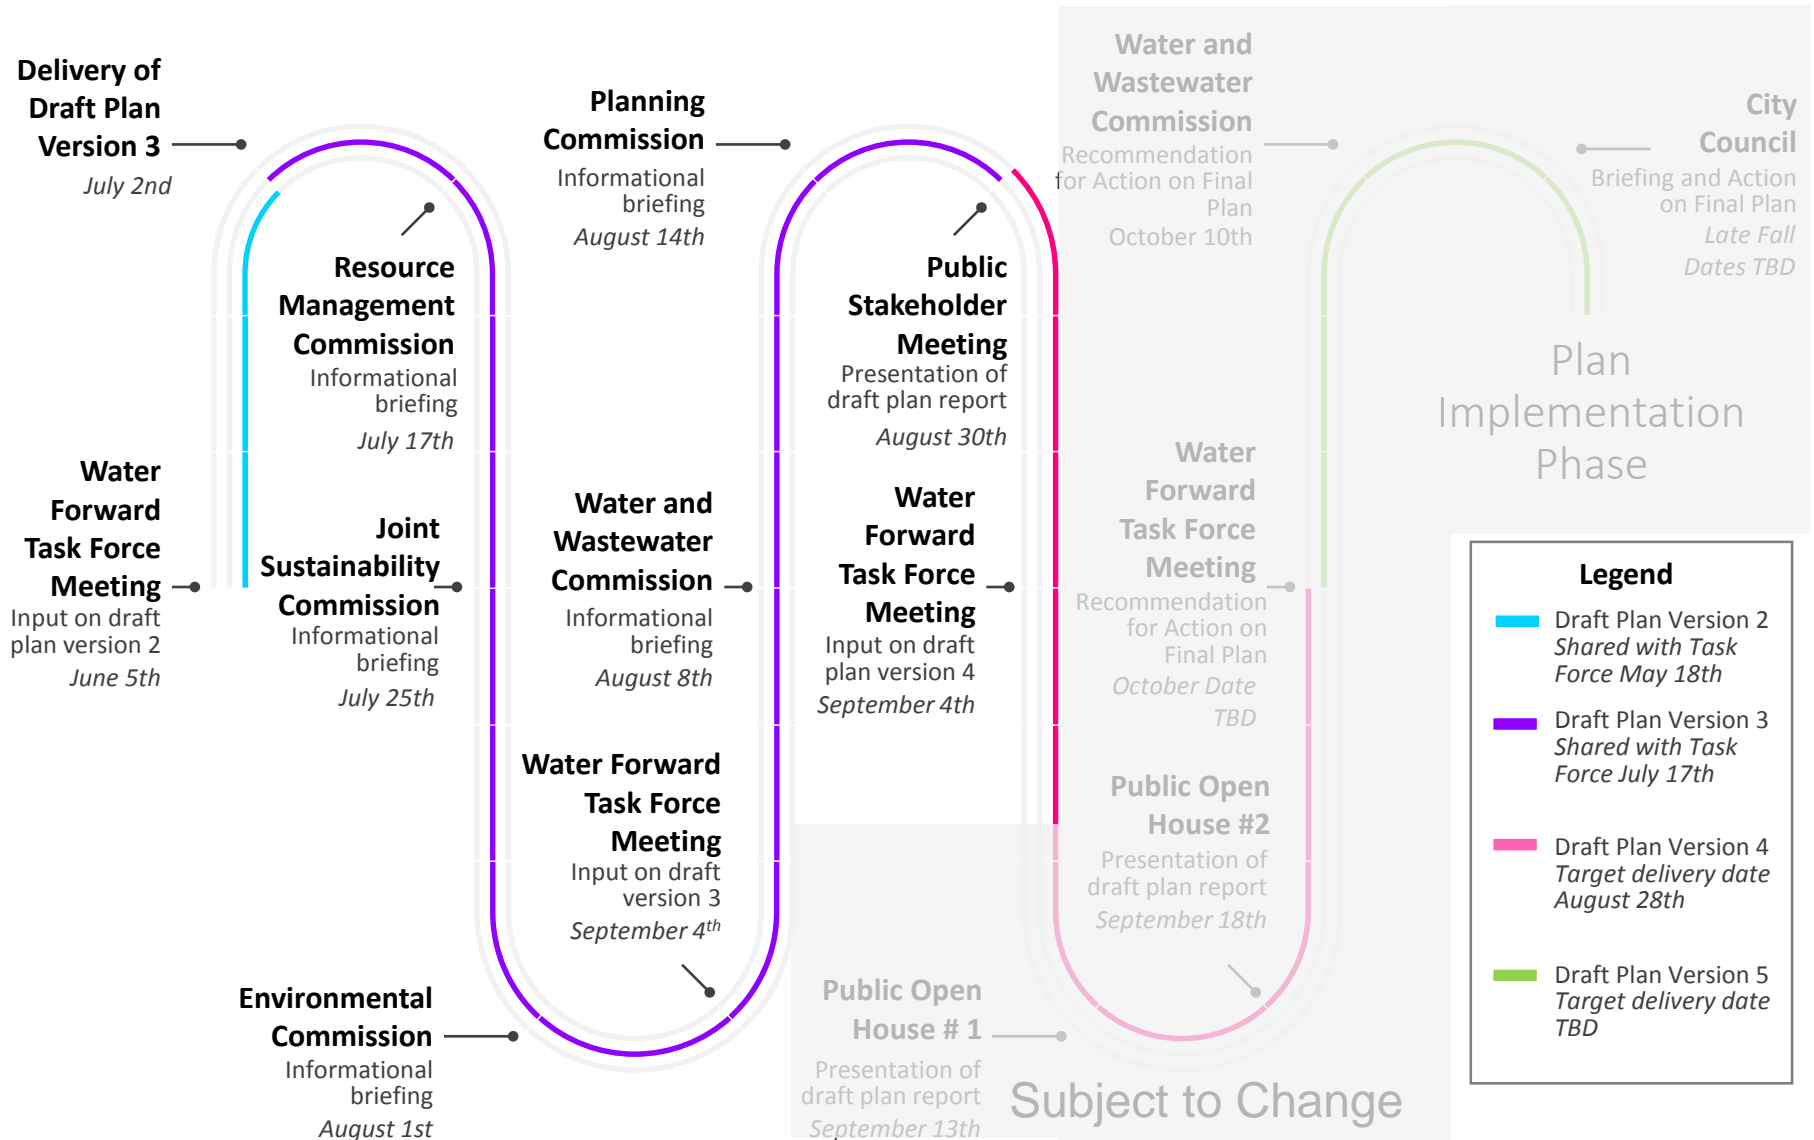 Delivery of
Draft Plan
Version 3
July 2nd
Water
Forward
Task Force
Meeting
Input on draft
plan version 2
June 5th
Resource
Management
Commission
Informational
briefing
July 17th
Joint
Sustainability
Commission
Informational
briefing
July 25th
Environmental
Commission
Informational
briefing
August 1st
Planning
Commission
Informational
briefing
August 14th
Water and
Wastewater
Commission
Informational
briefing
August 8th
Water Forward
Task Force
Meeting
Input on draft
version 3
September 4th
Public
Stakeholder
Meeting
Presentation of
draft plan report
August 30th
Water
Forward
Task Force
Meeting
Input on draft
plan version 4
September 4th
Public Open
House # 1
Presentation of
draft plan report
September 13th
Water and
Wastewater
Commission
Recommendation
for Action on Final
Plan
October 10th
Water
Forward
Task Force
Meeting
Recommendation
for Action on
Final Plan
October Date
TBD
Public Open
House #2
Presentation of
draft plan report
September 18th
Subject to Change
City
Council
Briefing and Action
on Final Plan
Late Fall
Dates TBD
Plan
Implementation
Phase
Legend
Draft Plan Version 2
Shared with Task
Force May 18th
Draft Plan Version 3
Shared with Task
Force July 17th
Draft Plan Version 4
Target delivery date
August 28th
Draft Plan Version 5
Target delivery date
TBD